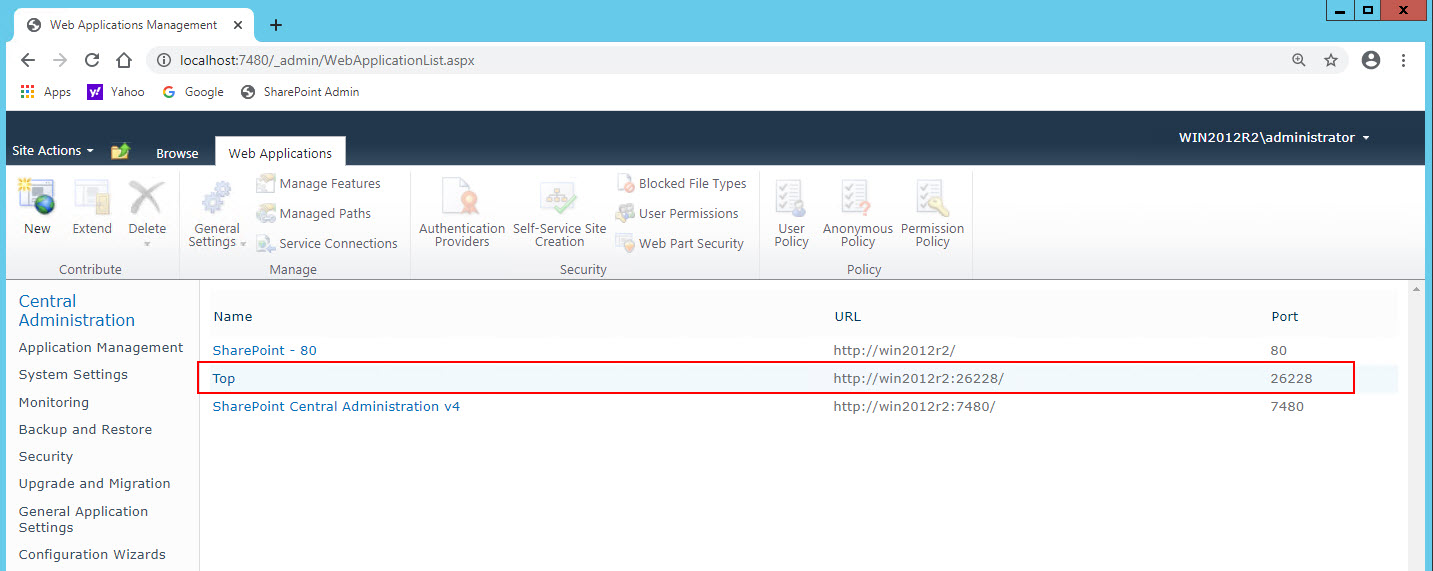 Web Applications Management
localhost:7480/_admin/WebApplicationList.aspx
Apps Yahoo Google SharePoint Admin
Site Actions Browse Web Applications WIN2012R2\administrator
New Extend Delete
Contribute
General Settings
Manage Features
Managed Paths
Service Connections
Manage
Authentication Providers
Self-Service Site Creation
Blocked File Types
User Permissions
Web Part Security
Security
User Policy
Anonymous Policy
Permission Policy
Policy
Central
Administration
Application Management
System Settings
Monitoring
Backup and Restore
Security
Upgrade and Migration
General Application
Settings
Configuration Wizards
Name URL Port
SharePoint - 80 http://win2012r2/ 80
Top http://win2012r2:26228/ 26228
SharePoint Central Administration v4 http://win2012r2:7480/ 7480